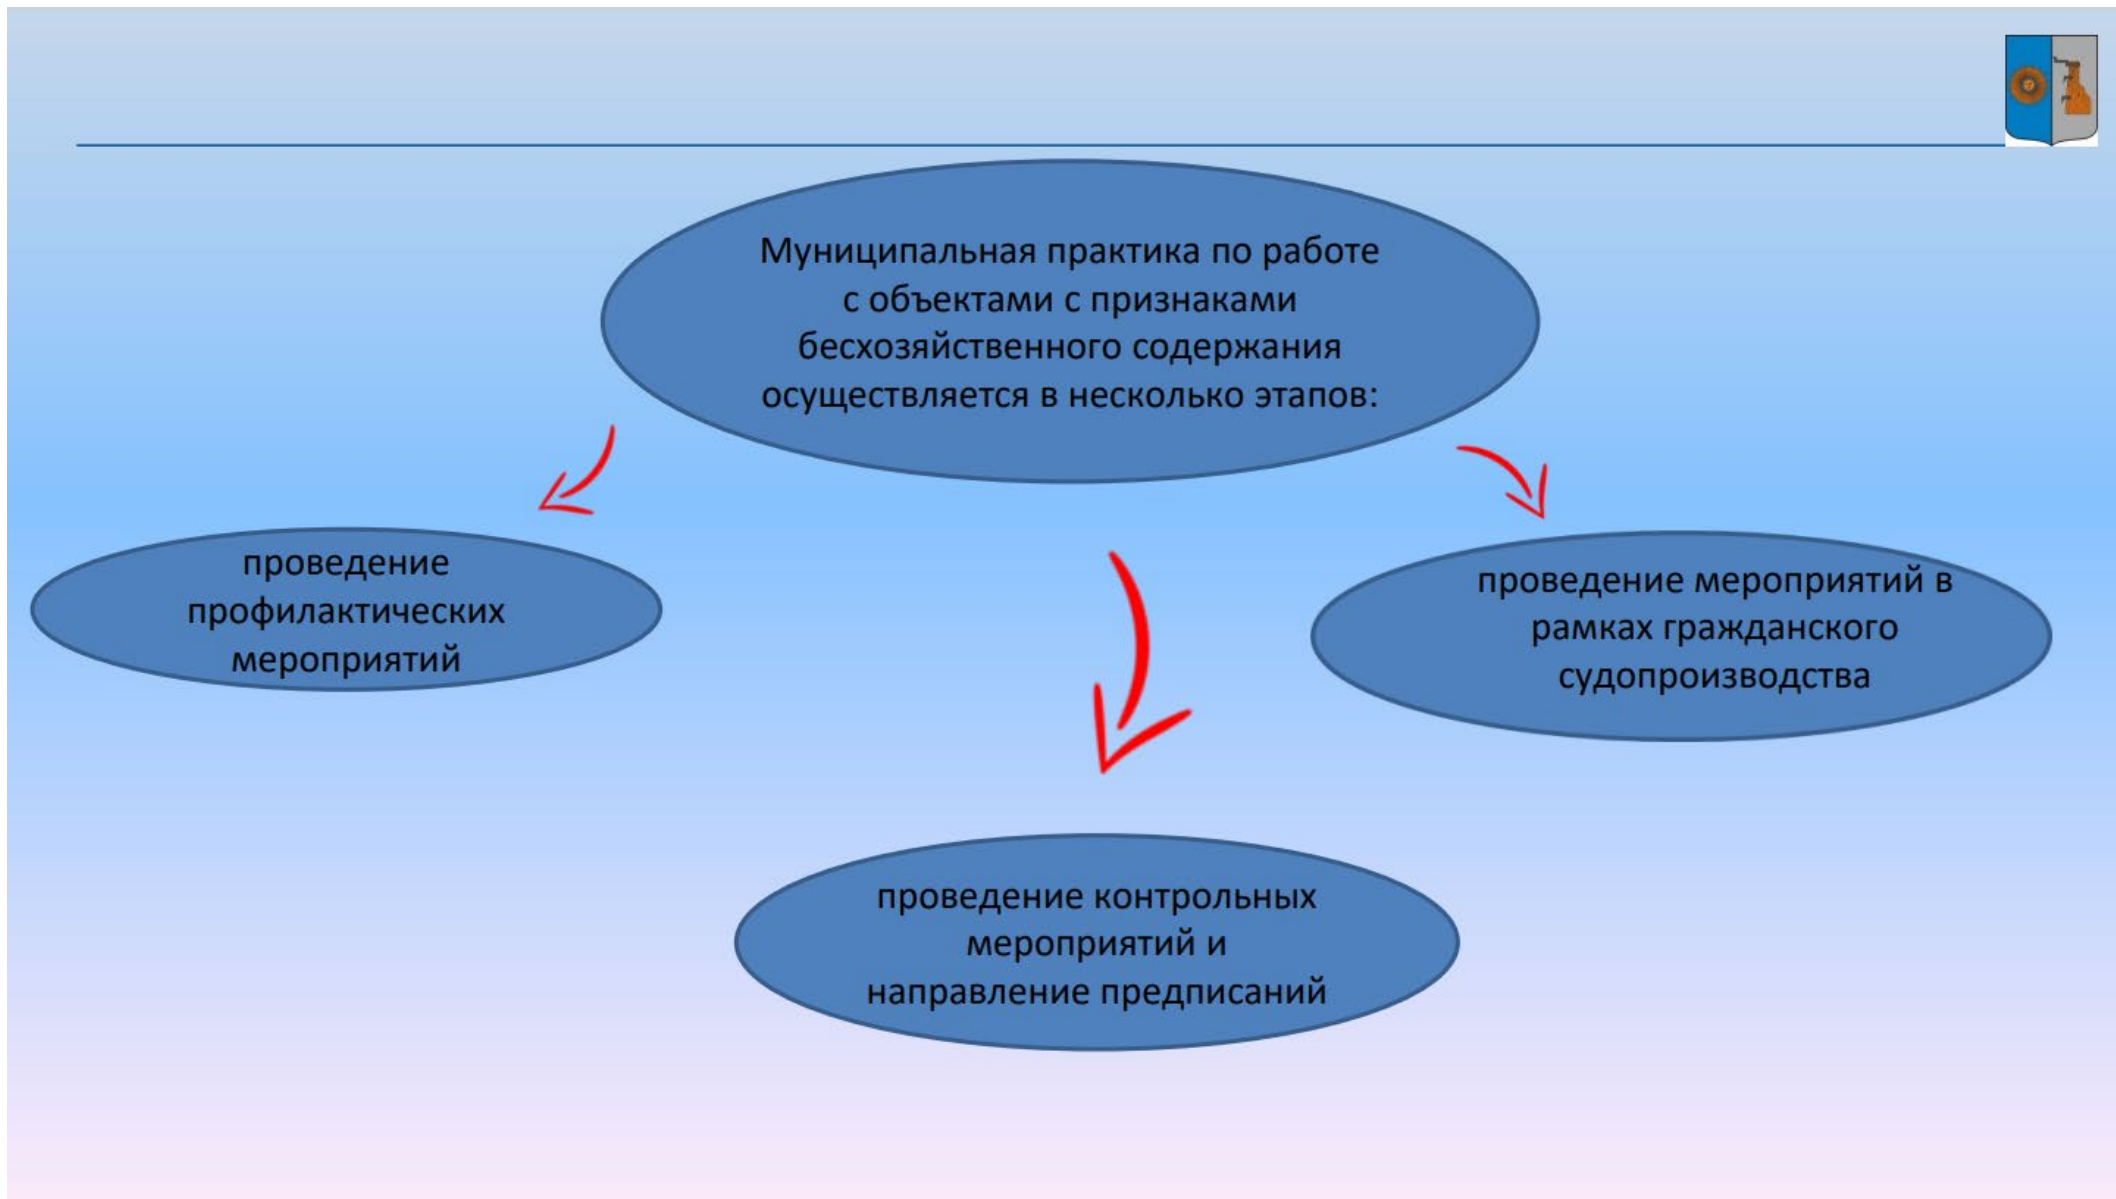 Муниципальная практика по работе
с объектами с признаками
бесхозяйственного содержания
осуществляется в несколько этапов:
проведение
профилактических
мероприятий
проведение мероприятий в
рамках гражданского
судопроизводства
проведение контрольных
мероприятий и
направление предписаний